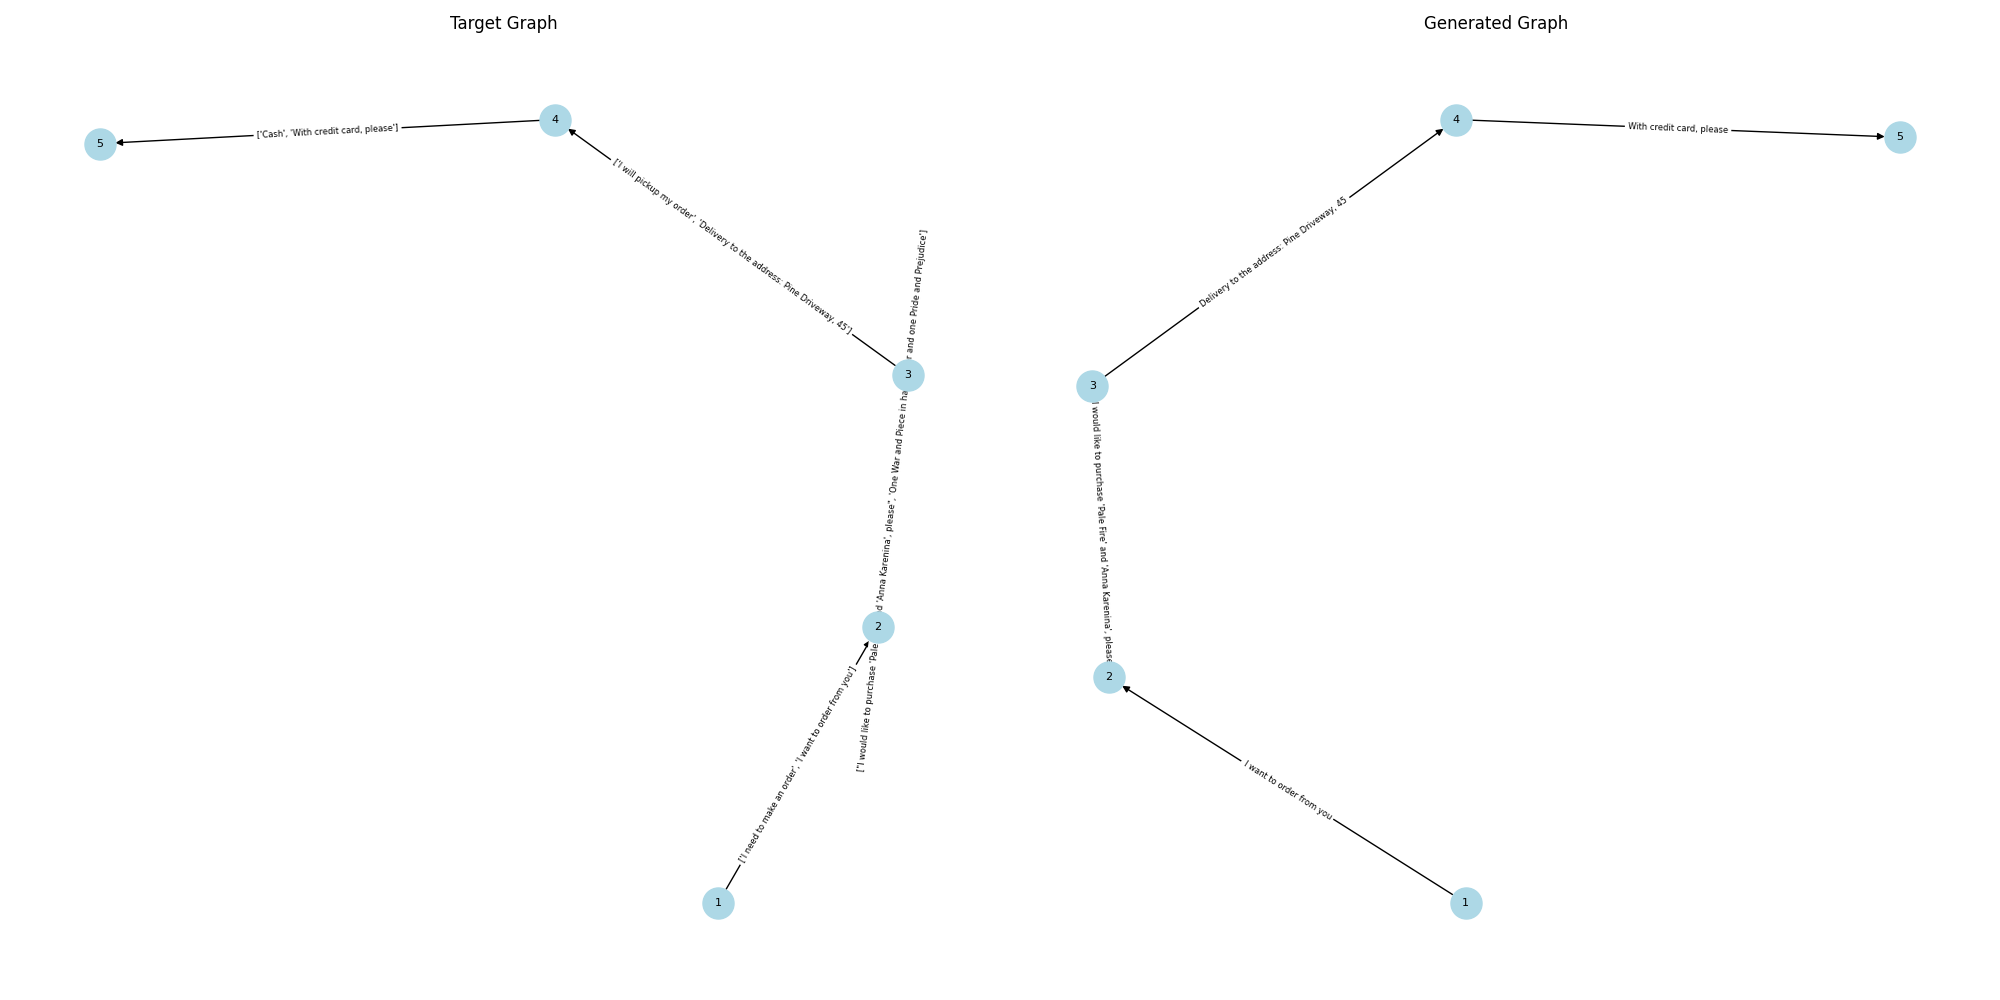 Target Graph
5
['Cash', 'With credit card, please']
4
['I will pickup my order', 'Delivery to the address: Pine Driveway, 45']
3
["I would like to purchase 'Pale
d 'Anna Karenina', please", 'One War and Piece in ha
r and one Pride and Prejudice']
2
['I need to make an order', 'I want to order from you']
1
Generated Graph
4
With credit card, please
5
Delivery to the address: Pine Driveway, 45
3
I would like to purchase 'Pale Fire' and 'Anna Karenina', please
2
I want to order from you
1